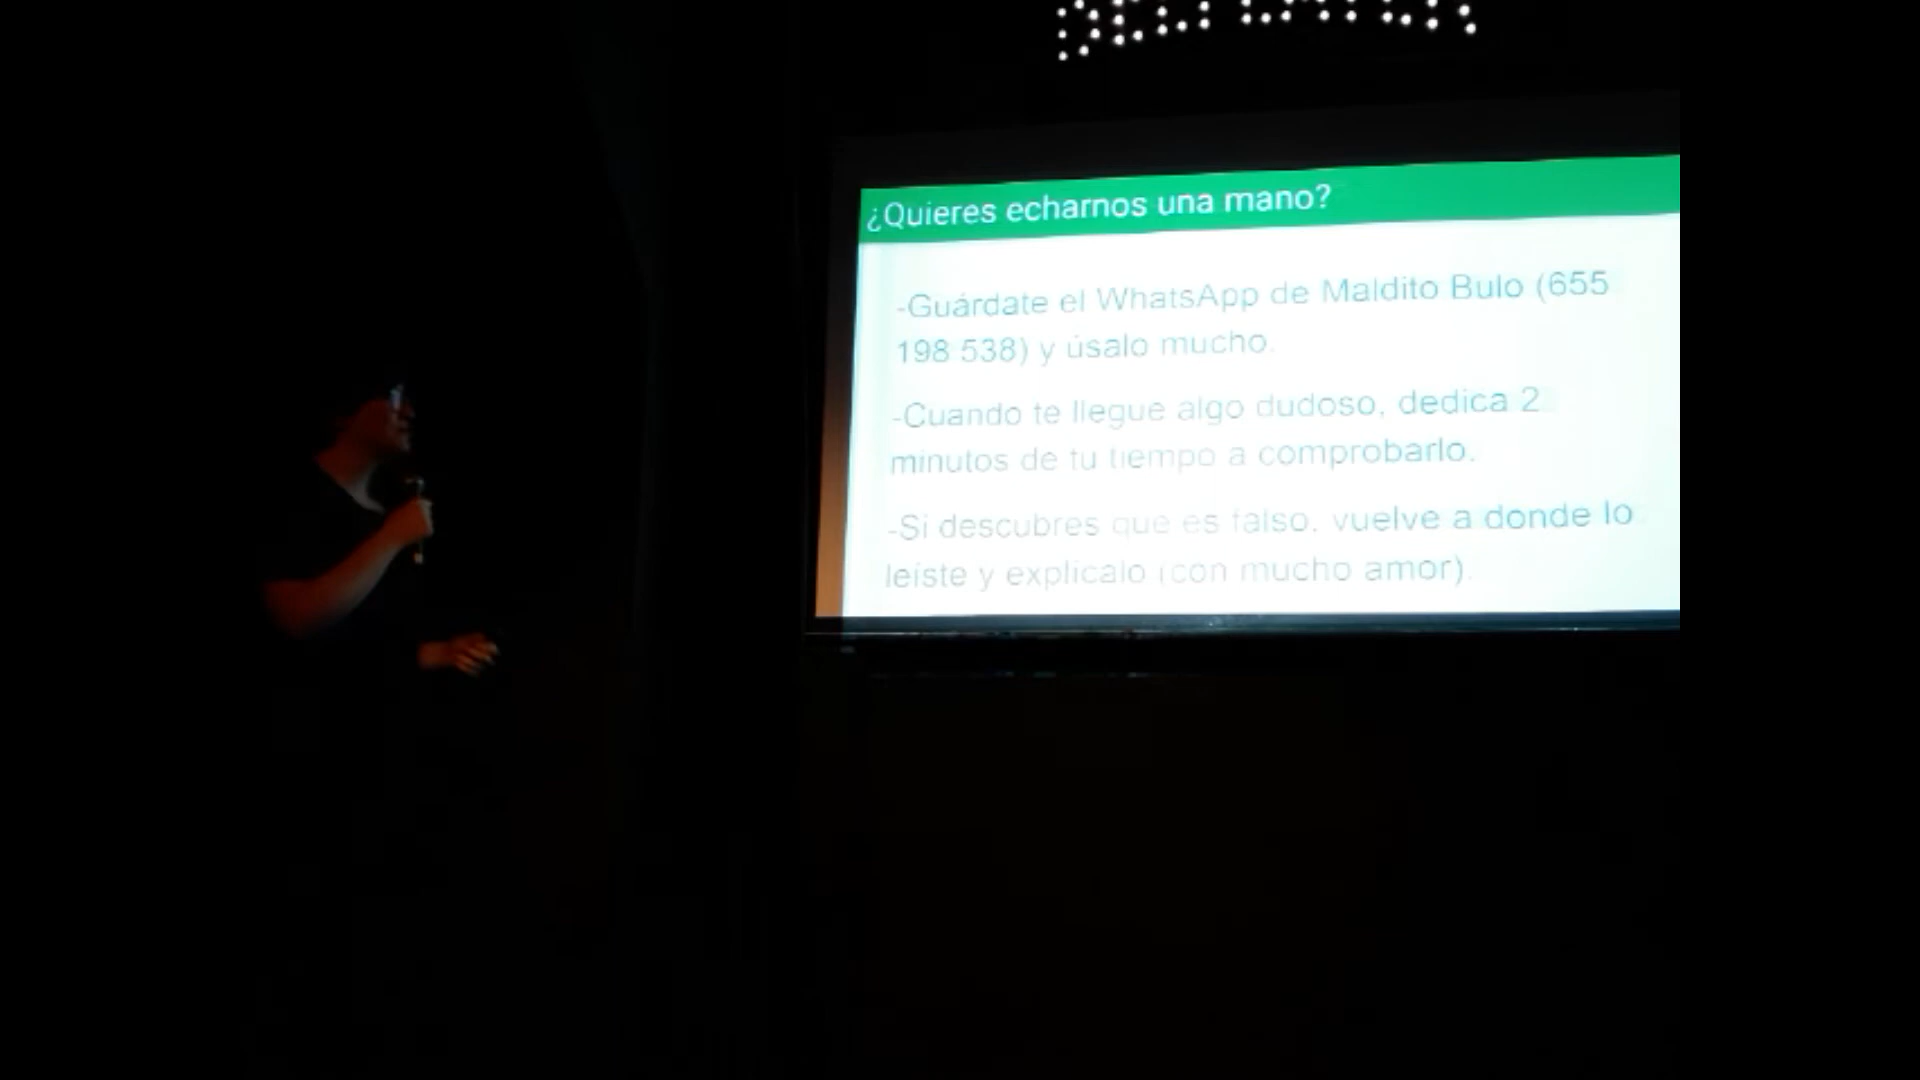 ¿Quieres echarnos una mano?
-Guárdate el WhatsApp de Maldito Bulo (655
198 538) y úsalo mucho.
-Cuando te llegue algo dudoso, dedica 2
minutos de tu tiempo a comprobarlo.
-Si descubres que es falso, vuelve a donde lo
leíste y explícalo (con mucho amor).